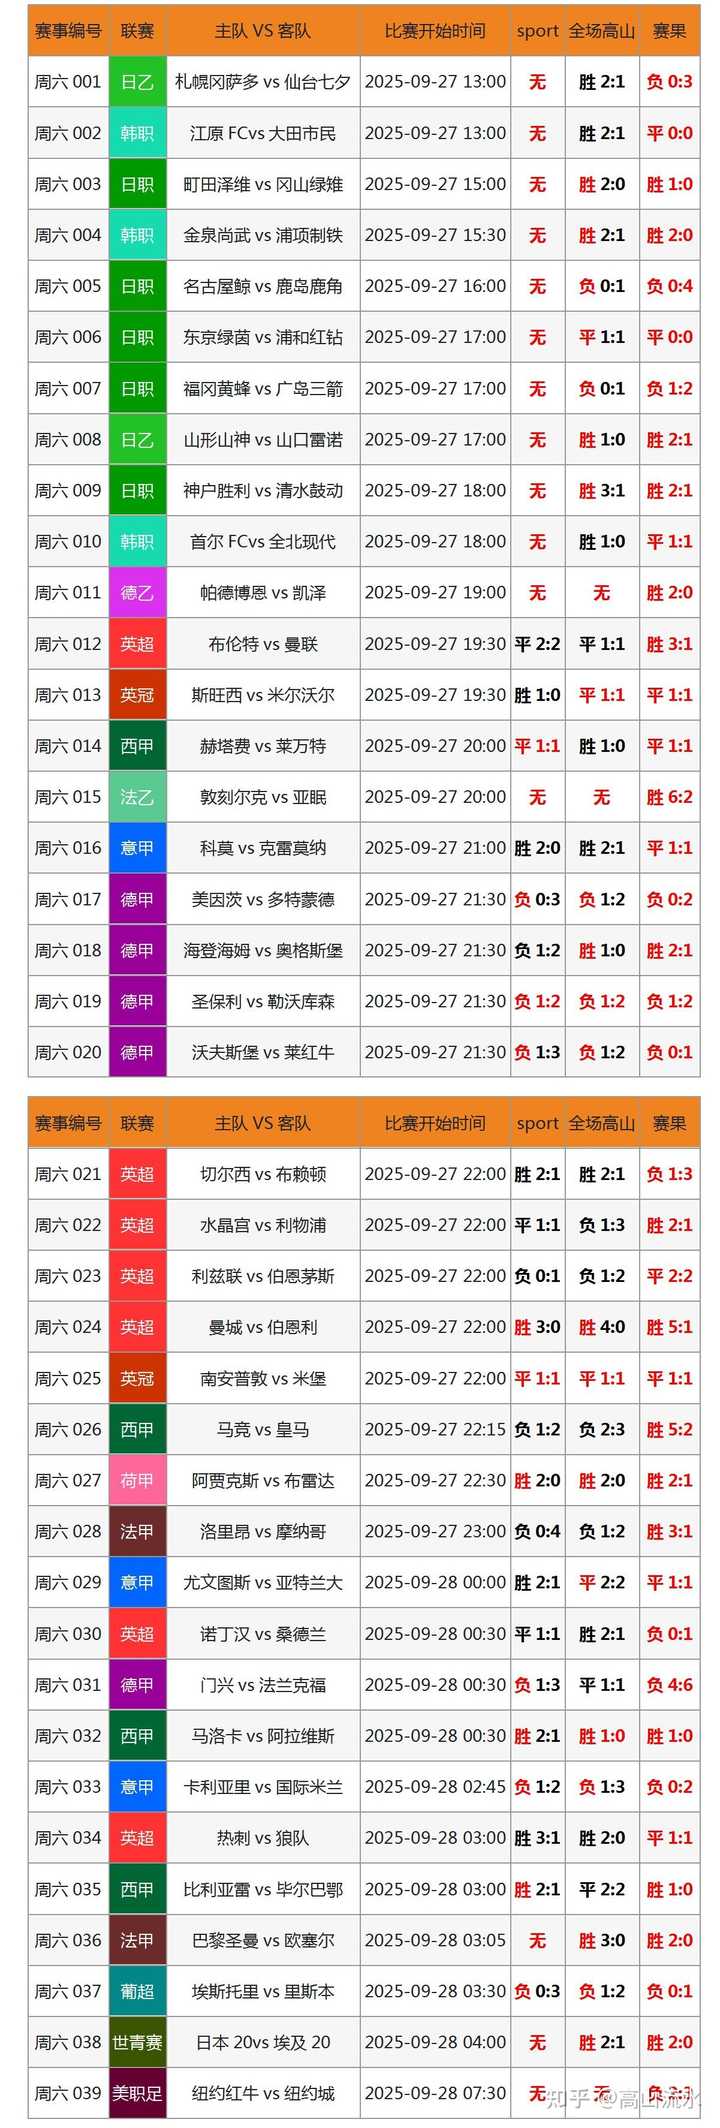 赛事编号 联赛 主队 VS 客队 比赛开始时间 sport 全场高山 赛果
周六 001 日乙 札幌冈萨多 vs 仙台七夕 2025-09-27 13:00 无 胜 2:1 负 0:3
周六 002 韩职 江原 FCvs 大田市民 2025-09-27 13:00 无 胜 2:1 平 0:0
周六 003 日职 町田泽维 vs 冈山绿雉 2025-09-27 15:00 无 胜 2:0 胜 1:0
周六 004 韩职 金泉尚武 vs 浦项制铁 2025-09-27 15:30 无 胜 2:1 胜 2:0
周六 005 日职 名古屋鲸 vs 鹿岛鹿角 2025-09-27 16:00 无 负 0:1 负 0:4
周六 006 日职 东京绿茵 vs 浦和红钻 2025-09-27 17:00 无 平 1:1 平 0:0
周六 007 日职 福冈黄蜂 vs 广岛三箭 2025-09-27 17:00 无 负 0:1 负 1:2
周六 008 日乙 山形山神 vs 山口雷诺 2025-09-27 17:00 无 胜 1:0 胜 2:1
周六 009 日职 神户胜利 vs 清水鼓动 2025-09-27 18:00 无 胜 3:1 胜 2:1
周六 010 韩职 首尔 FCvs 全北现代 2025-09-27 18:00 无 胜 1:0 平 1:1
周六 011 德乙 帕德博恩 vs 凯泽 2025-09-27 19:00 无 无 胜 2:0
周六 012 英超 布伦特 vs 曼联 2025-09-27 19:30 平 2:2 平 1:1 胜 3:1
周六 013 英冠 斯旺西 vs 米尔沃尔 2025-09-27 19:30 胜 1:0 平 1:1 平 1:1
周六 014 西甲 赫塔费 vs 莱万特 2025-09-27 20:00 平 1:1 胜 1:0 平 1:1
周六 015 法乙 敦刻尔克 vs 亚眠 2025-09-27 20:00 无 无 胜 6:2
周六 016 意甲 科莫 vs 克雷莫纳 2025-09-27 21:00 胜 2:0 胜 2:1 平 1:1
周六 017 德甲 美因茨 vs 多特蒙德 2025-09-27 21:30 负 0:3 负 1:2 负 0:2
周六 018 德甲 海登海姆 vs 奥格斯堡 2025-09-27 21:30 负 1:2 胜 1:0 胜 2:1
周六 019 德甲 圣保利 vs 勒沃库森 2025-09-27 21:30 负 1:2 负 1:2 负 1:2
周六 020 德甲 沃夫斯堡 vs 莱红牛 2025-09-27 21:30 负 1:3 负 1:2 负 0:1
赛事编号 联赛 主队 VS 客队 比赛开始时间 sport 全场高山 赛果
周六 021 英超 切尔西 vs 布赖顿 2025-09-27 22:00 胜 2:1 胜 2:1 负 1:3
周六 022 英超 水晶宫 vs 利物浦 2025-09-27 22:00 平 1:1 负 1:3 胜 2:1
周六 023 英超 利兹联 vs 伯恩茅斯 2025-09-27 22:00 负 0:1 负 1:2 平 2:2
周六 024 英超 曼城 vs 伯恩利 2025-09-27 22:00 胜 3:0 胜 4:0 胜 5:1
周六 025 英冠 南安普敦 vs 米堡 2025-09-27 22:00 平 1:1 平 1:1 平 1:1
周六 026 西甲 马竞 vs 皇马 2025-09-27 22:15 负 1:2 负 2:3 胜 5:2
周六 027 荷甲 阿贾克斯 vs 布雷达 2025-09-27 22:30 胜 2:0 胜 2:0 胜 2:1
周六 028 法甲 洛里昂 vs 摩纳哥 2025-09-27 23:00 负 0:4 负 1:2 胜 3:1
周六 029 意甲 尤文图斯 vs 亚特兰大 2025-09-28 00:00 胜 2:1 平 2:2 平 1:1
周六 030 英超 诺丁汉 vs 桑德兰 2025-09-28 00:30 平 1:1 胜 2:1 负 0:1
周六 031 德甲 门兴 vs 法兰克福 2025-09-28 00:30 负 1:3 平 1:1 负 4:6
周六 032 西甲 马洛卡 vs 阿拉维斯 2025-09-28 00:30 胜 2:1 胜 1:0 胜 1:0
周六 033 意甲 卡利亚里 vs 国际米兰 2025-09-28 02:45 负 1:2 负 1:3 负 0:2
周六 034 英超 热刺 vs 狼队 2025-09-28 03:00 胜 3:1 胜 2:0 平 1:1
周六 035 西甲 比利亚雷 vs 毕尔巴鄂 2025-09-28 03:00 胜 2:1 平 2:2 胜 1:0
周六 036 法甲 巴黎圣曼 vs 欧塞尔 2025-09-28 03:05 无 胜 3:0 胜 2:0
周六 037 葡超 埃斯托里 vs 里斯本 2025-09-28 03:30 负 0:3 负 1:2 负 0:1
周六 038 世青赛 日本 20vs 埃及 20 2025-09-28 04:00 无 胜 2:1 胜 2:0
周六 039 美职足 纽约红牛 vs 纽约城 2025-09-28 07:30 无 无 负
知乎 @高山流水